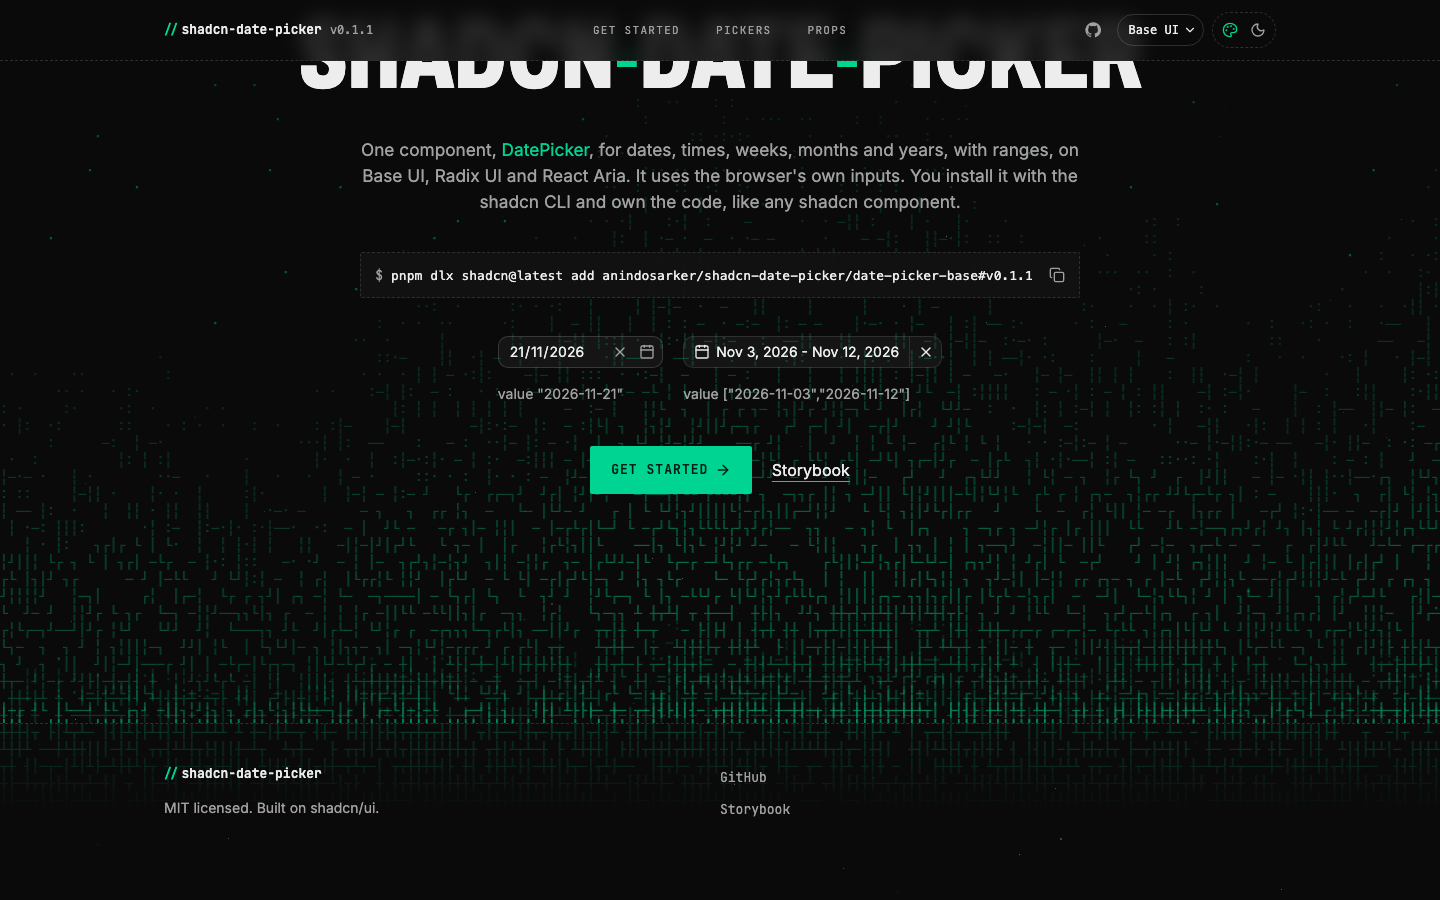 // shadcn-date-picker v0.1.1
GET STARTED
PICKERS
PROPS
Base UI
SHADCN-DATE-PICKER
One component, DatePicker, for dates, times, weeks, months and years, with ranges, on
Base UI, Radix UI and React Aria. It uses the browser's own inputs. You install it with the
shadcn CLI and own the code, like any shadcn component.
$ pnpm dlx shadcn@latest add anindosarker/shadcn-date-picker/date-picker-base#v0.1.1
21/11/2026
Nov 3, 2026 - Nov 12, 2026
value "2026-11-21"
value ["2026-11-03","2026-11-12"]
GET STARTED →
Storybook
// shadcn-date-picker
GitHub
MIT licensed. Built on shadcn/ui.
Storybook